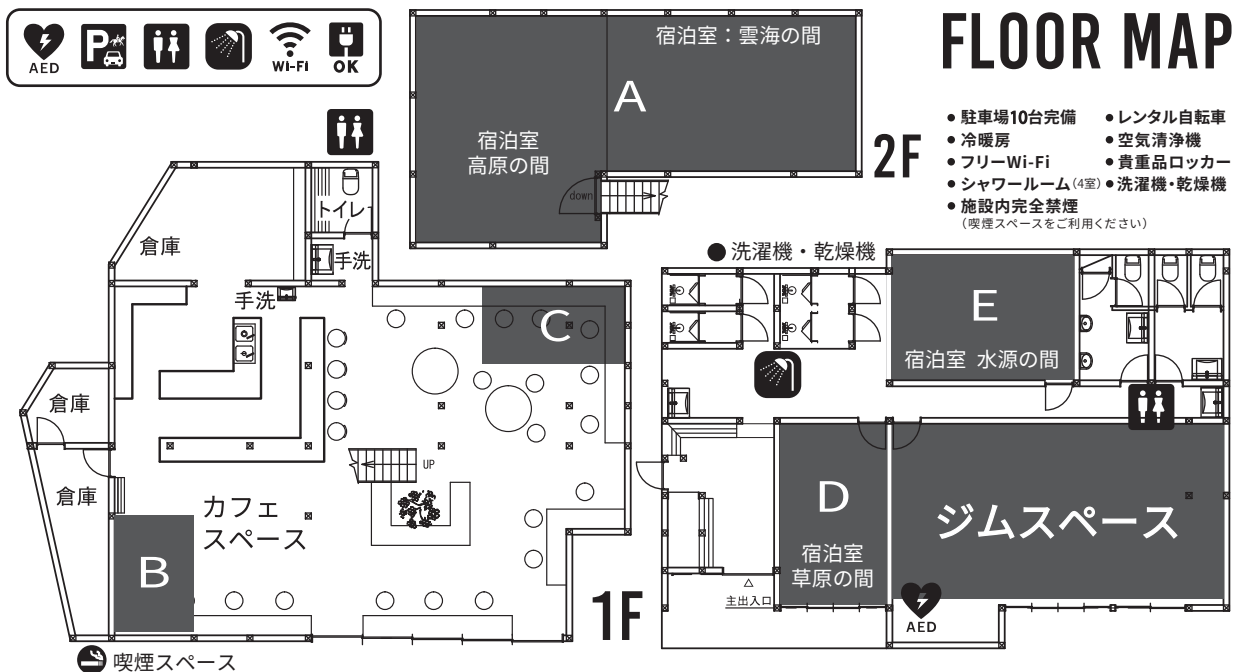 AED
P
Wi-Fi
OK
FLOOR MAP
宿泊室：雲海の間
A
宿泊室
高原の間
down
2F
● 駐車場10台完備
● 冷暖房
● フリーWi-Fi
● シャワールーム（4室）
● 施設内完全禁煙
（喫煙スペースをご利用ください）
● レンタル自転車
● 空気清浄機
● 貴重品ロッカー
● 洗濯機・乾燥機
トイレ
倉庫
手洗
手洗
C
倉庫
倉庫
UP
カフェ
スペース
B
1F
喫煙スペース
● 洗濯機・乾燥機
E
宿泊室 水源の間
D
宿泊室
草原の間
ジムスペース
△
主出入口
AED